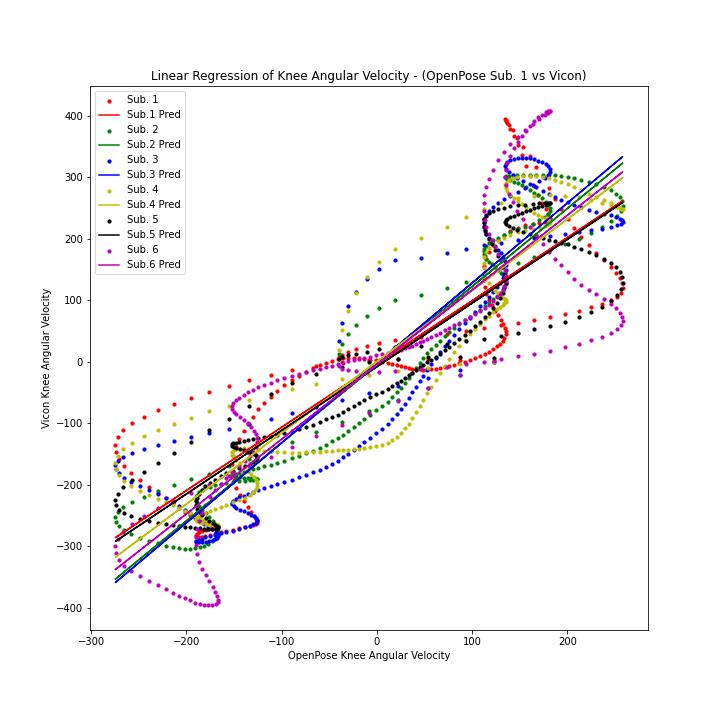 Linear Regression of Knee Angular Velocity - (OpenPose Sub. 1 vs Vicon)
Sub. 1
Sub.1 Pred
Sub. 2
Sub.2 Pred
Sub. 3
Sub.3 Pred
Sub. 4
Sub.4 Pred
Sub. 5
Sub.5 Pred
Sub. 6
Sub.6 Pred
Vicon Knee Angular Velocity
400
300
200
100
0
−100
−200
−300
−400
−300
−200
−100
0
100
200
OpenPose Knee Angular Velocity